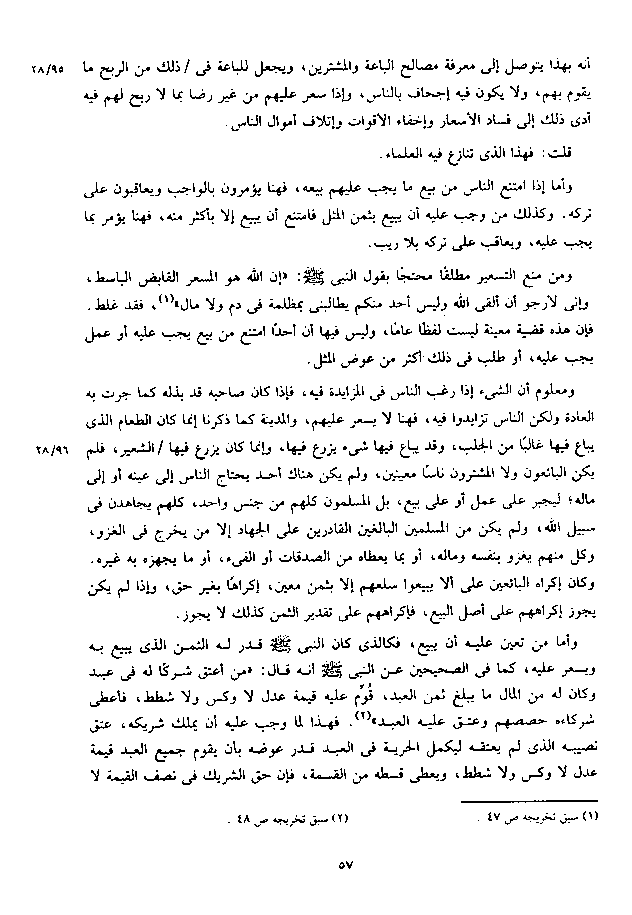 أنه بهذا يتوصل إلى معرفة مصالح الباعة والمشترين، ويجعل للباعة فى / ذلك من الربح ما ٢٨/٩٥
يقوم بهم، ولا يكون فيه إجحاف بالناس، وإذا سعر عليهم من غير رضا بما لا ربح لهم فيه
أدى ذلك إلى فساد الأسعار وإخفاء الأقوات وإتلاف أموال الناس.
قلت: فهذا الذى تنازع فيه العلماء.
وأما إذا امتنع الناس من بيع ما يجب عليهم بيعه، فهنا يؤمرون بالواجب ويعاقبون على
تركه. وكذلك من وجب عليه أن يبيع بثمن المثل فامتنع أن يبيع إلا بأكثر منه، فهنا يؤمر بما
يجب عليه، ويعاقب على تركه بلا ريب.
ومن منع التسعير مطلقًا محتجًا بقول النبى ﷺ: «إن الله هو المسعر القابض الباسط،
وإنى لأرجو أن ألقى الله وليس أحد منكم يطالبنى بمظلمة فى دم ولا مال»(١)، فقد غلط.
فإن هذه قضية معينة ليست لفظًا عامًا، وليس فيها أن أحدًا امتنع من بيع يجب عليه أو عمل
يجب عليه، أو طلب فى ذلك أكثر من عوض المثل.
ومعلوم أن الشىء إذا رغب الناس فى المزايدة فيه، فإذا كان صاحبه قد بذله كما جرت به
العادة ولكن الناس تزايدوا فيه، فهنا لا يسعر عليهم، والمدينة كما ذكرنا إنما كان الطعام الذى
يباع فيها غالبًا من الجلب، وقد يباع فيها شىء يزرع فيها، وإنما كان يزرع فيها / الشعير، فلم ٢٨/٩٦
يكن البائعون ولا المشترون ناسًا معينين، ولم يكن هناك أحد يحتاج الناس إلى عينه أو إلى
ماله؛ ليجبر على عمل أو على بيع، بل المسلمون كلهم من جنس واحد، كلهم يجاهدن فى
سبيل الله، ولم يكن من المسلمين البالغين القادرين على الجهاد إلا من يخرج فى الغزو،
وكل منهم يغزو بنفسه وماله، أو بما يعطاه من الصدقات أو الفىء، أو ما يجهزه به غيره.
وكان إكراه البائعين على ألا يبيعوا سلعهم إلا بثمن معين، إكراهًا بغير حق، وإذا لم يكن
يجوز إكراههم على أصل البيع، فإكراههم على تقدير الثمن كذلك لا يجوز.
وأما من تعين عليه أن يبيع، فكالذى كان النبى ﷺ قدر له الثمن الذى يبيع به
ويسعر عليه، كما فى الصحيحين عن النبى ﷺ أنه قال: «من أعتق شركًا له فى عبد
وكان له من المال ما يبلغ ثمن العبد، قُوِّم عليه قيمة عدل لا وكس ولا شطط، فأعطى
شركاءه حصصهم وعتق عليه العبد»(٢). فهذا لما وجب عليه أن يملك شريكه، عتق
نصيبه الذى لم يعتقه ليكمل الحرية فى العبد قدر عوضه بأن يقوم جميع العبد قيمة
عدل لا وكس ولا شطط، ويعطى قسطه من القسمة، فإن حق الشريك فى نصف القيمة لا
(١) سبق تخريجه ص ٤٧ . (٢) سبق تخريجه ص ٤٨ .
٥٧